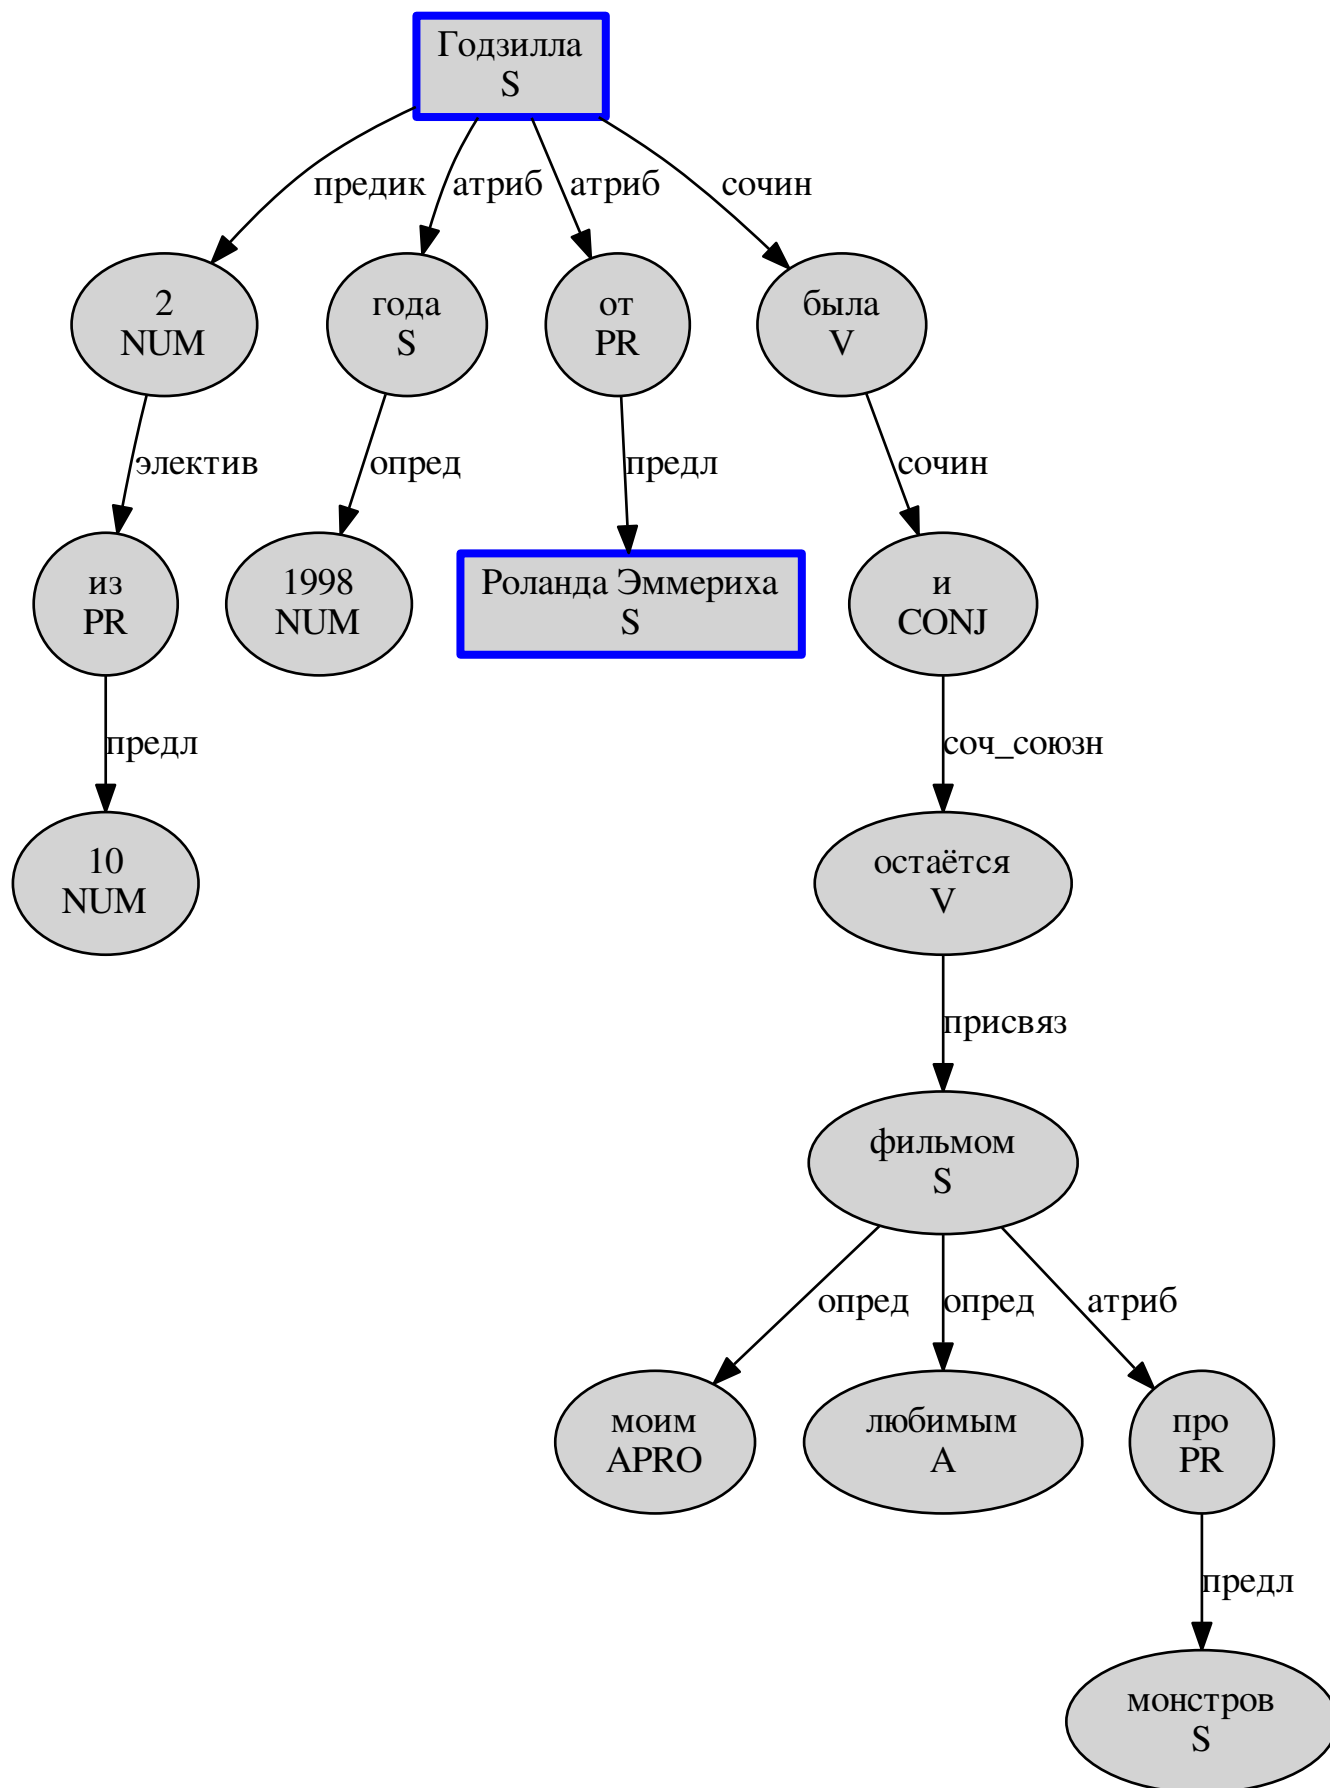 Годзилла
S
предик
атриб
атриб
сочин
2
NUM
года
S
от
PR
была
V
электив
опред
предл
сочин
из
PR
1998
NUM
Роланда Эммериха
S
и
CONJ
предл
соч_союзн
10
NUM
остаётся
V
присвяз
фильмом
S
опред
опред
атриб
моим
APRO
любимым
A
про
PR
предл
монстров
S